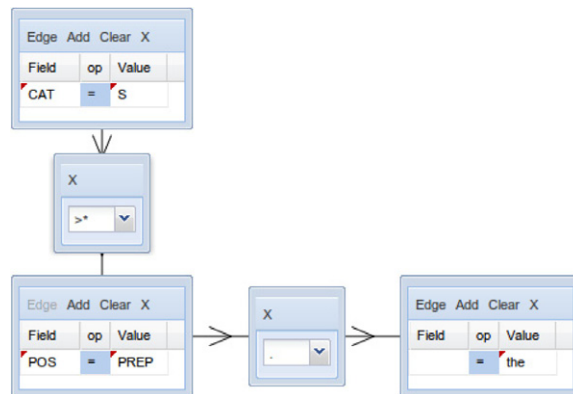 Edge Add Clear X
Field op Value
CAT = S
X
>*
Edge Add Clear X
Field op Value
POS = PREP
X
.
Edge Add Clear X
Field op Value
= the